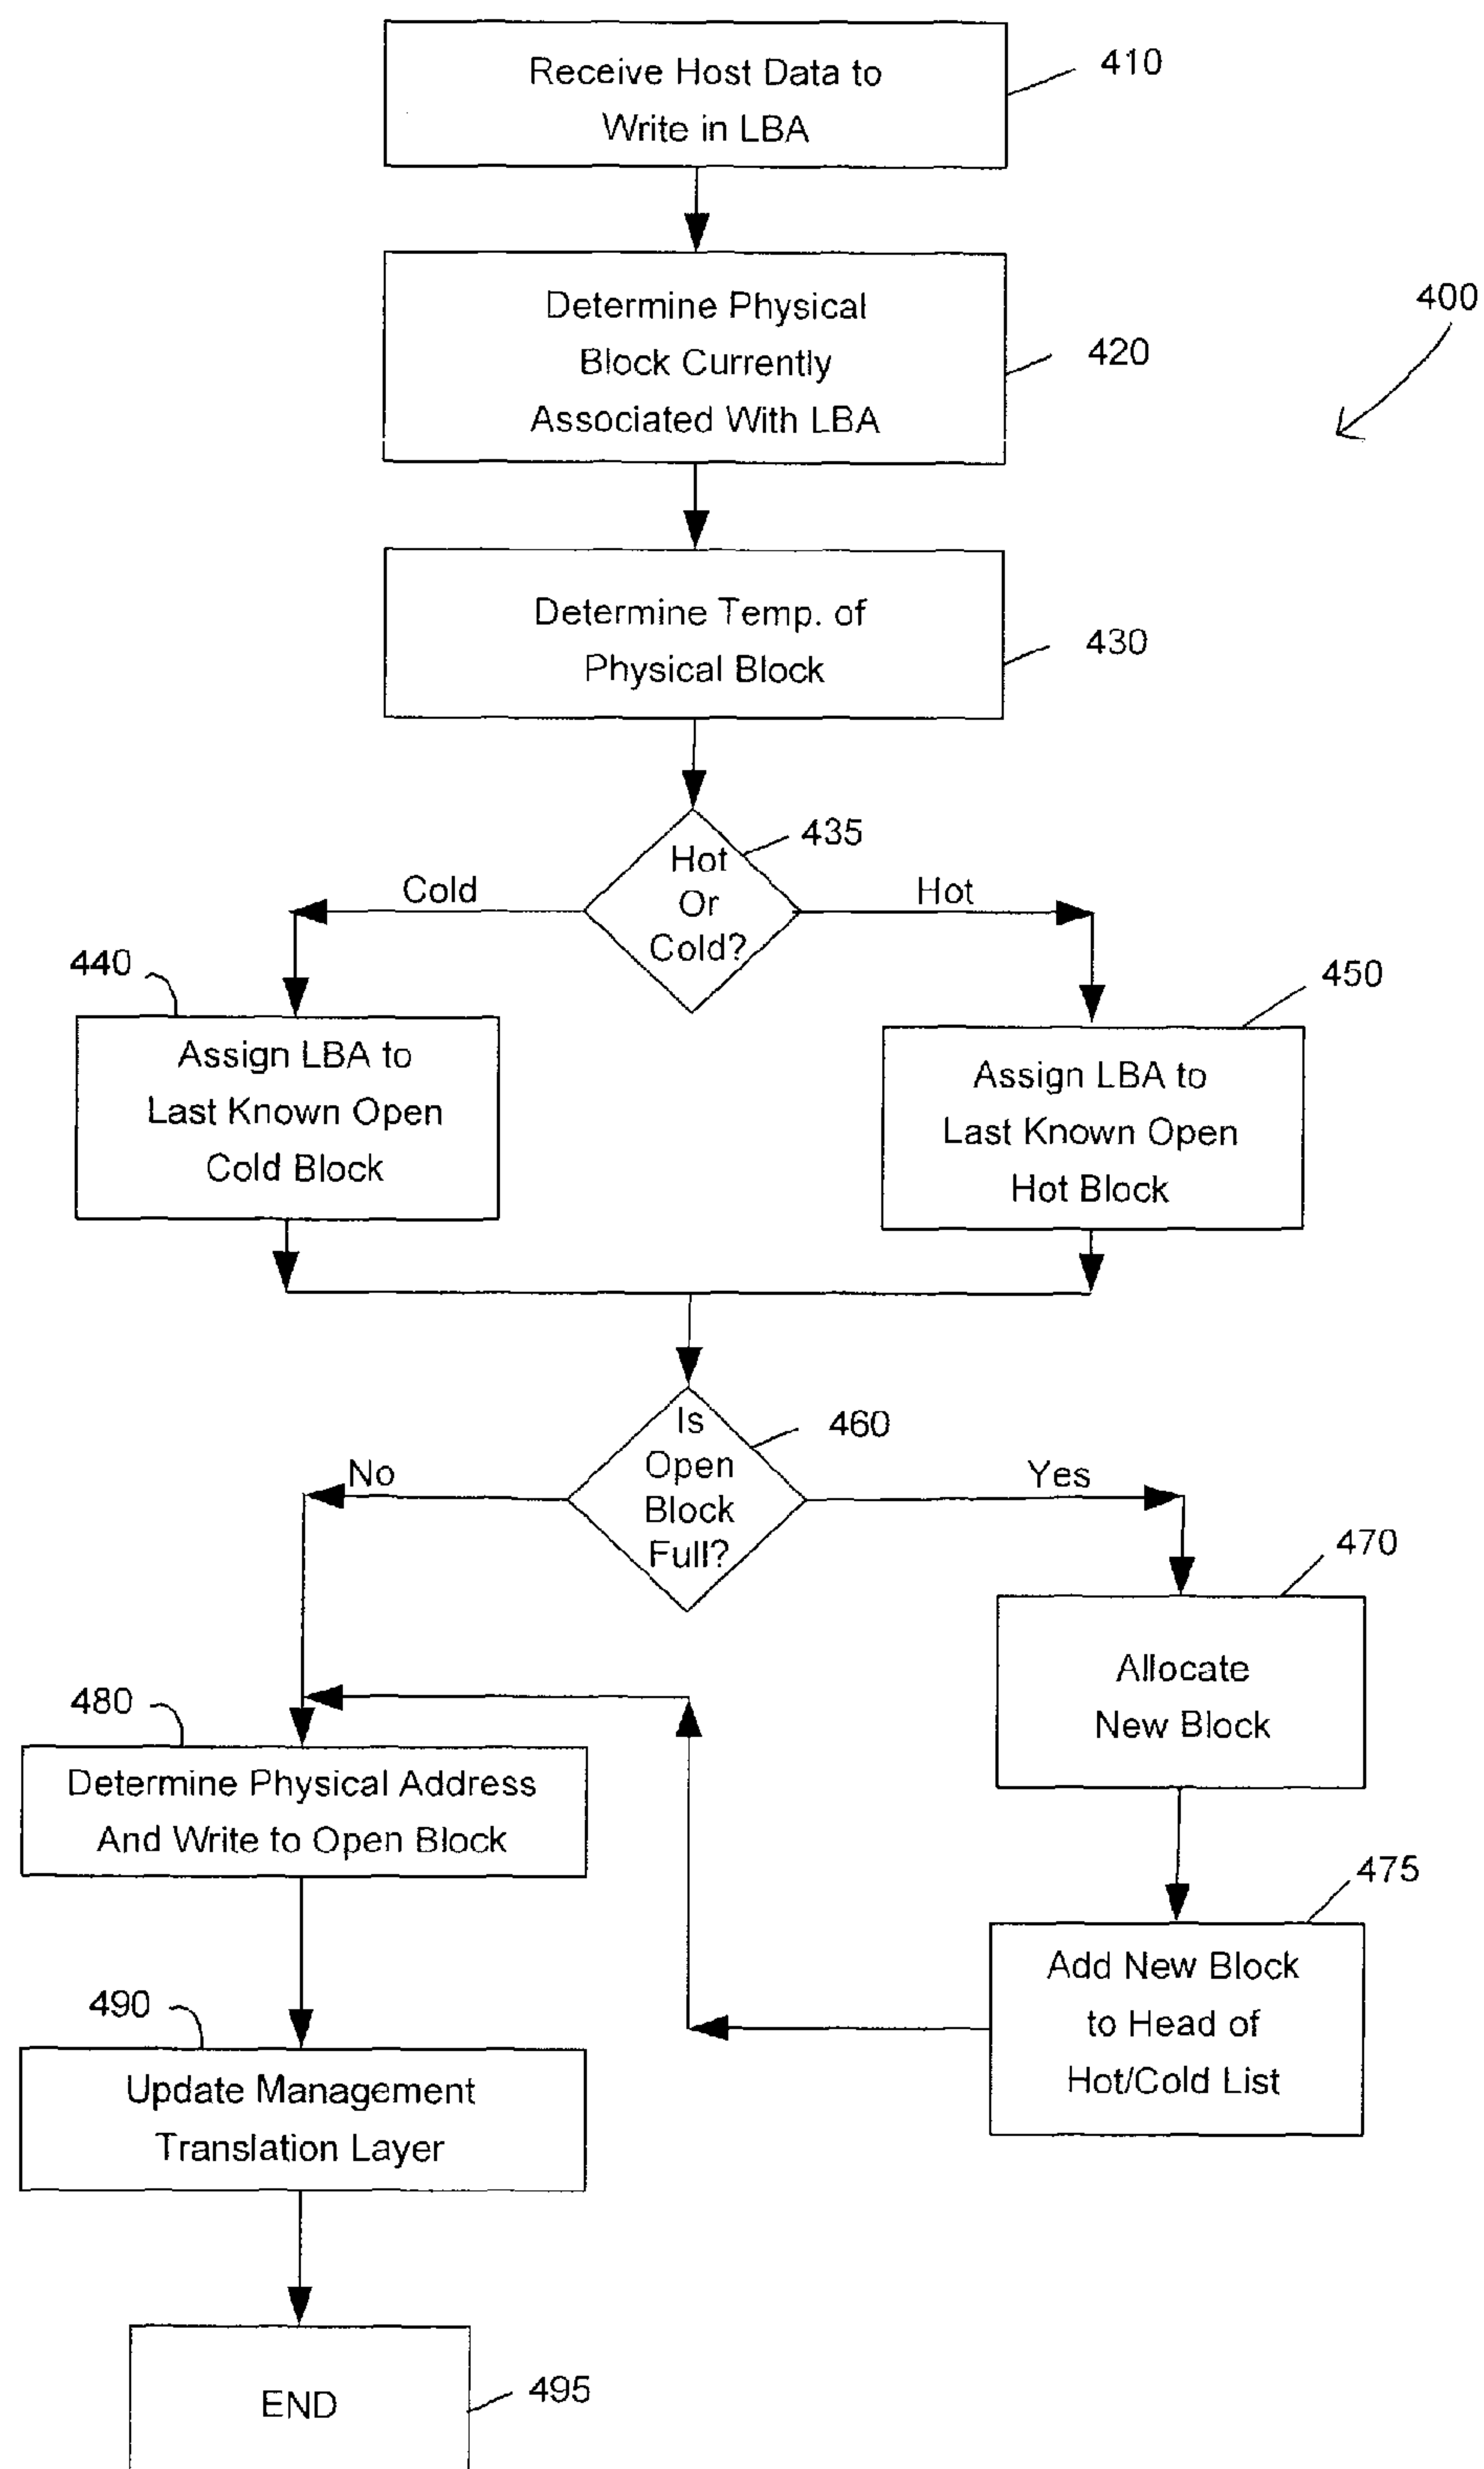 Receive Host Data to
Write in LBA
410
Determine Physical
Block Currently
Associated With LBA
420
400
Determine Temp. of
Physical Block
430
Hot
Or
Cold?
435
Cold
Hot
440
Assign LBA to
Last Known Open
Cold Block
450
Assign LBA to
Last Known Open
Hot Block
Is
Open
Block
Full?
460
No
Yes
470
Allocate
New Block
480
Determine Physical Address
And Write to Open Block
475
Add New Block
to Head of
Hot/Cold List
490
Update Management
Translation Layer
END
495